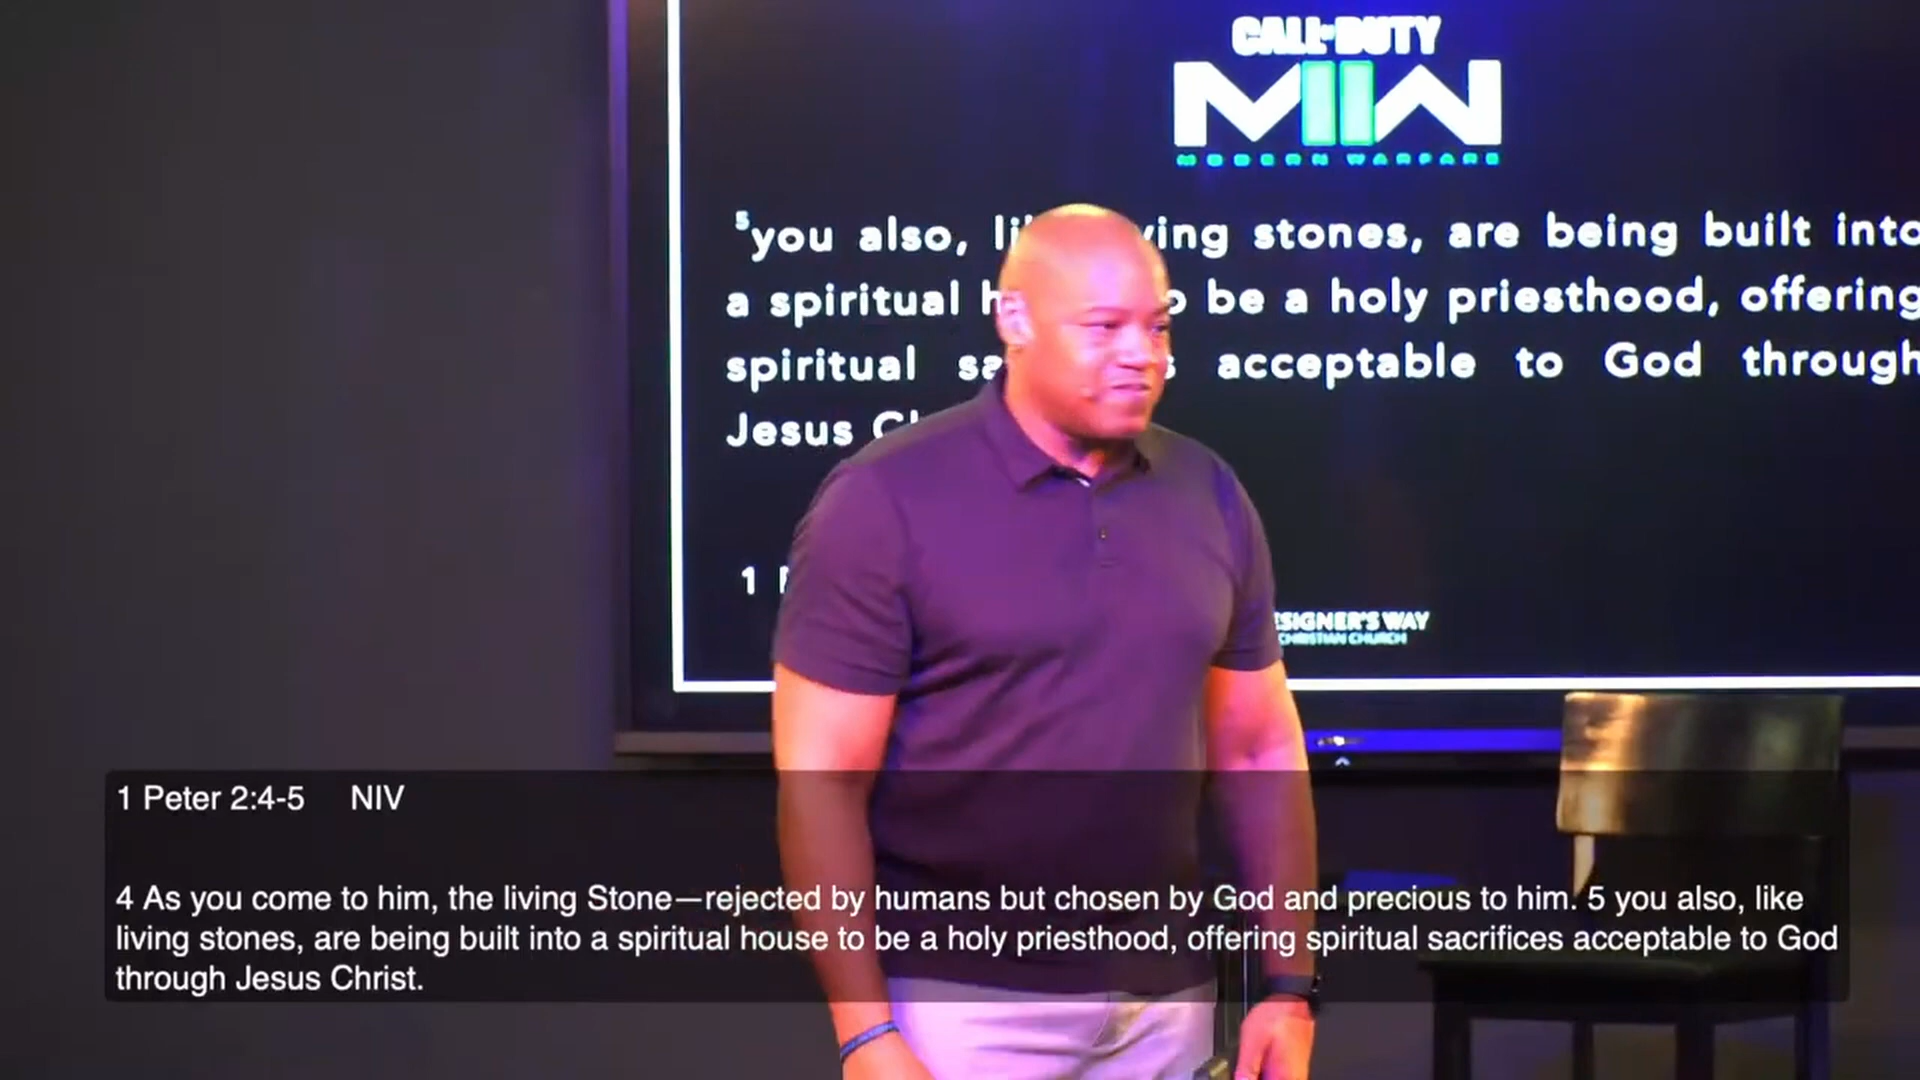 CALL OF DUTY
MIIW
MODERN WARFARE
5you also, living stones, are being built into
a spiritual be a holy priesthood, offering
spiritual acceptable to God through
Jesus
1
DESIGNER'S WAY
CHRISTIAN CHURCH
1 Peter 2:4-5 NIV
4 As you come to him, the living Stone—rejected by humans but chosen by God and precious to him. 5 you also, like
living stones, are being built into a spiritual house to be a holy priesthood, offering spiritual sacrifices acceptable to God
through Jesus Christ.